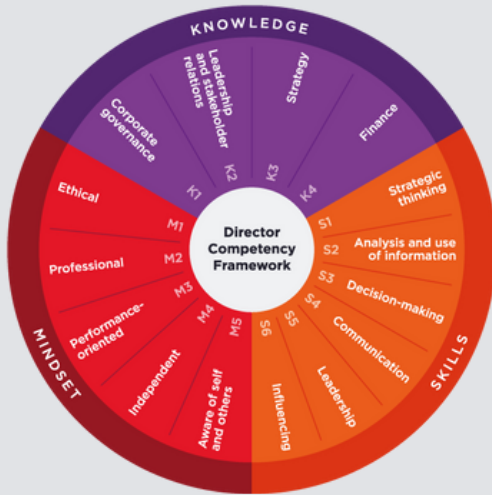 KNOWLEDGE
Corporate
governance
K1
Leadership
and stakeholder
relations
K2
Strategy
K3
Finance
K4
SKILLS
Strategic
thinking
S1
Analysis and use
of information
S2
Decision-making
S3
Communication
S4
Leadership
S5
Influencing
S6
MINDSET
Ethical
M1
Professional
M2
Performance-
oriented
M3
Independent
M4
Aware of self
and others
M5
Director
Competency
Framework